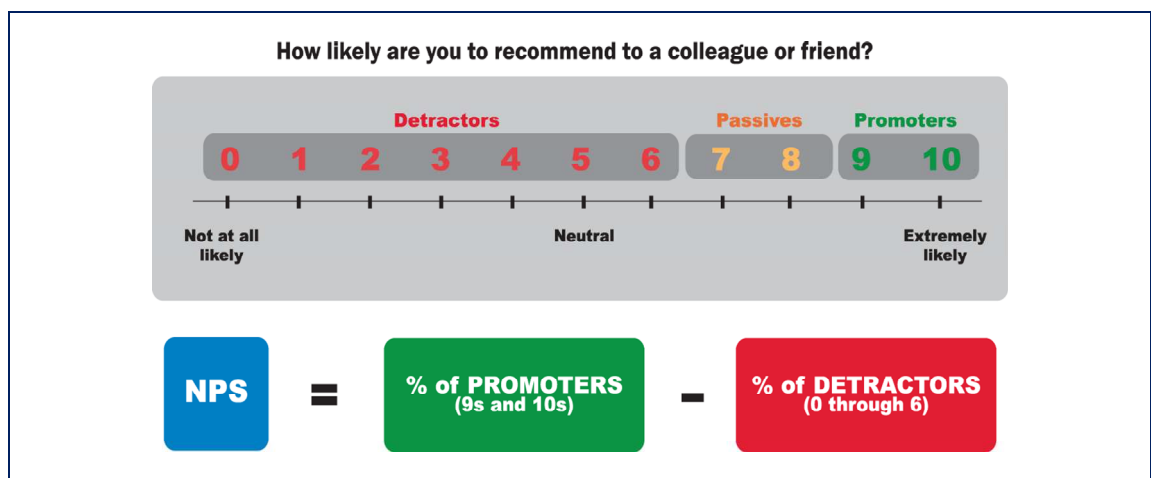 How likely are you to recommend to a colleague or friend?
Detractors Passives Promoters
0 1 2 3 4 5 6 7 8 9 10
Not at all likely Neutral Extremely likely
NPS = % of PROMOTERS (9s and 10s) - % of DETRACTORS (0 through 6)